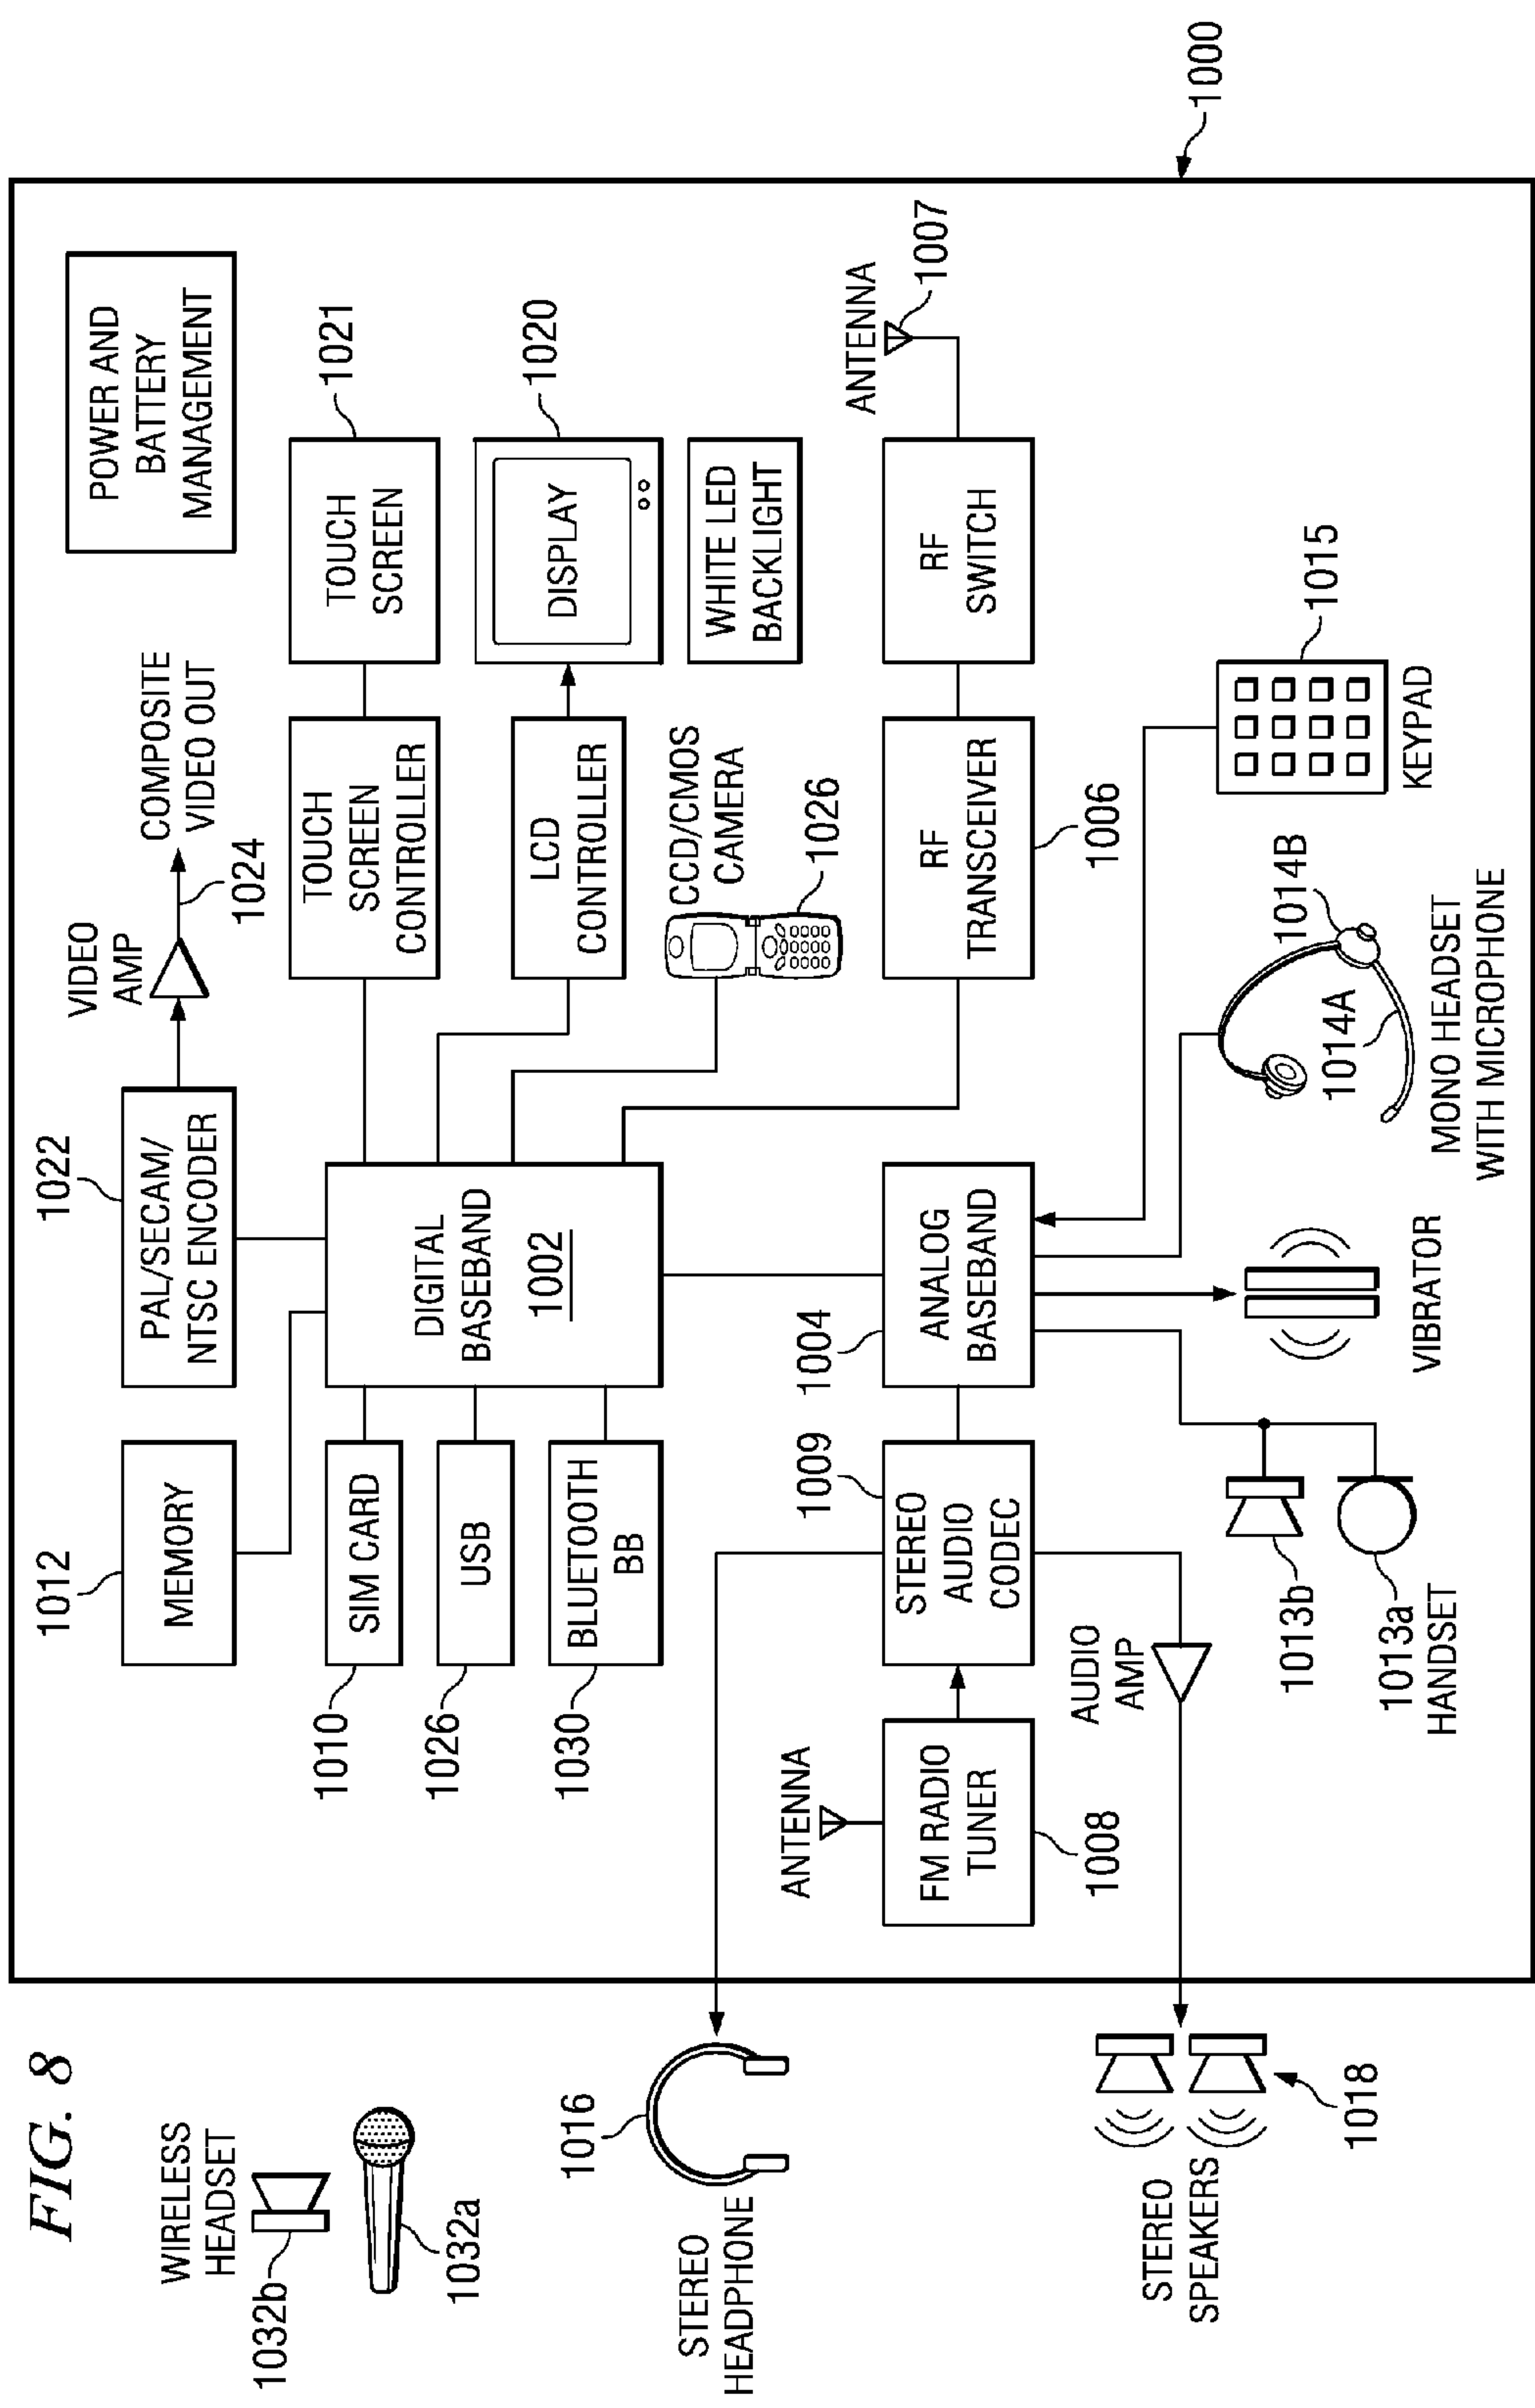 FIG. 8
WIRELESS
HEADSET
1032b
1032a
1016
STEREO
HEADPHONE
1018
STEREO
SPEAKERS
1012
MEMORY
1022
PAL/SECAM/
NTSC ENCODER
VIDEO
AMP
1024
COMPOSITE
VIDEO OUT
POWER AND
BATTERY
MANAGEMENT
1010
SIM CARD
1026
USB
1030
BLUETOOTH
BB
DIGITAL
BASEBAND
1002
TOUCH
SCREEN
CONTROLLER
TOUCH
SCREEN
1021
LCD
CONTROLLER
DISPLAY
1020
CCD/CMOS
CAMERA
1026
WHITE LED
BACKLIGHT
ANTENNA
FM RADIO
TUNER
1008
1009
STEREO
AUDIO
CODEC
1004
ANALOG
BASEBAND
RF
TRANSCEIVER
1006
RF
SWITCH
ANTENNA
1007
1000
AUDIO
AMP
1013b
1013a
HANDSET
VIBRATOR
1014B
1014A
MONO HEADSET
WITH MICROPHONE
1015
KEYPAD